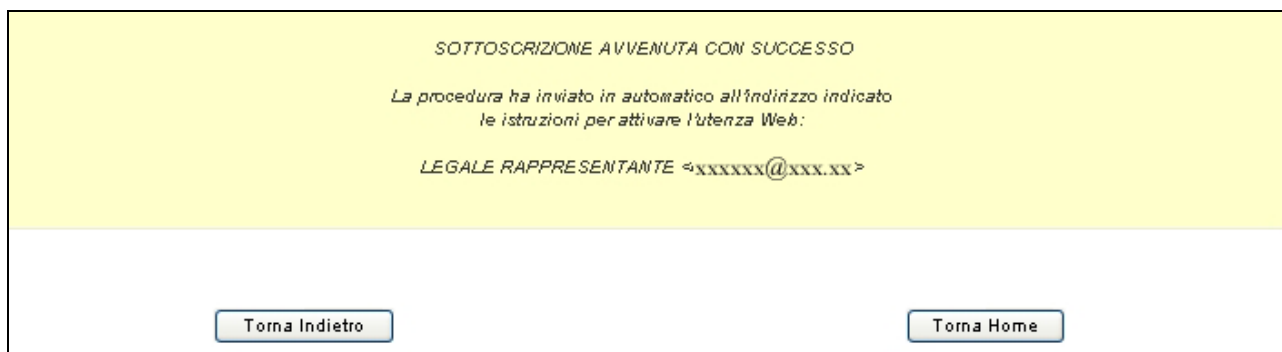 SOTTOSCRIZIONE AVVENUTA CON SUCCESSO
La procedura ha inviato in automatico all'indirizzo indicato
le istruzioni per attivare l'utenza Web:
LEGALE RAPPRESENTANTE <xxxxxx@xxx.xx>
Torna Indietro
Torna Home